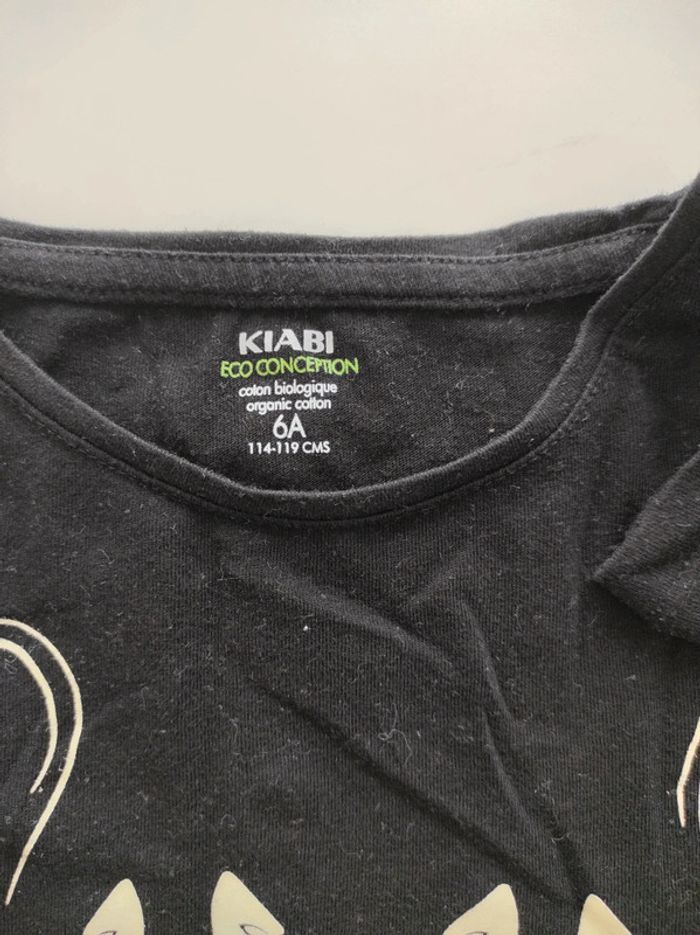 KIABI
ECO CONCEPTION
coton biologique
organic cotton
6A
114-119 CMS